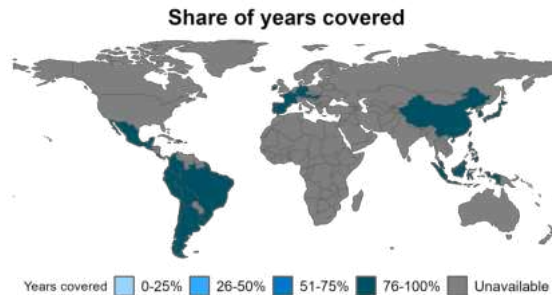 Share of years covered
Years covered 0-25% 26-50% 51-75% 76-100% Unavailable